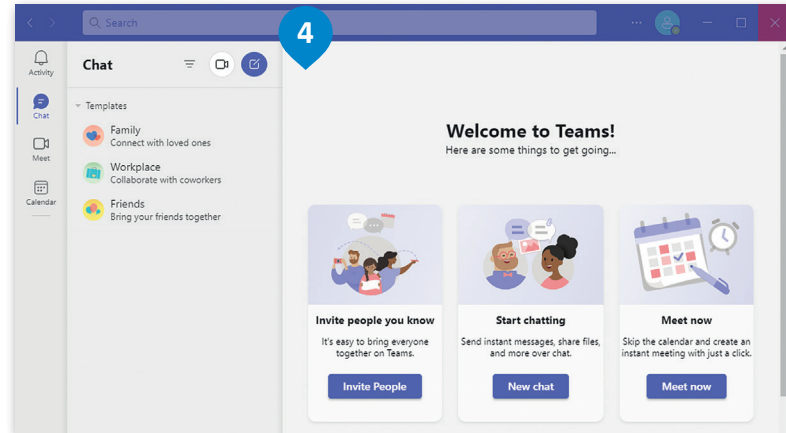 Search
4
Activity
Chat
Meet
Calendar
Chat
Templates
Family
Connect with loved ones
Workplace
Collaborate with coworkers
Friends
Bring your friends together
Welcome to Teams!
Here are some things to get going...
Invite people you know
It's easy to bring everyone
together on Teams.
Invite People
Start chatting
Send instant messages, share files,
and more over chat.
New chat
Meet now
Skip the calendar and create an
instant meeting with just a click.
Meet now